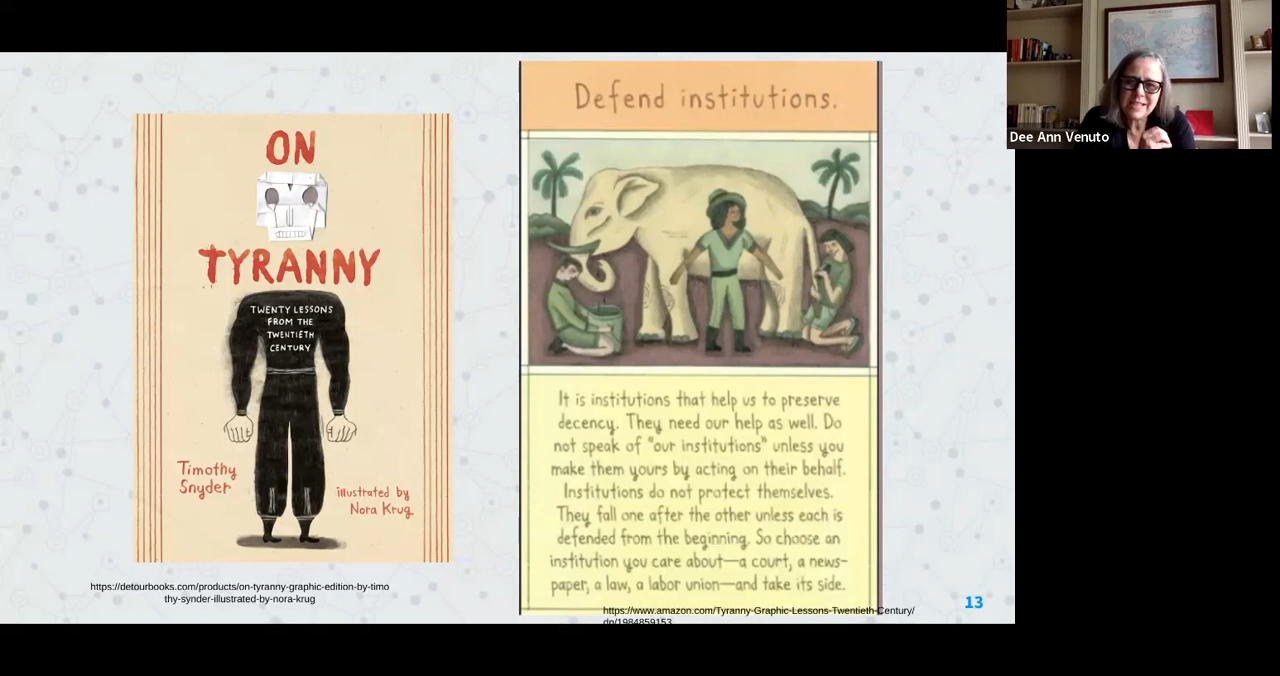 ON
TYRANNY
TWENTY LESSONS
FROM THE
TWENTIETH
CENTURY
Timothy
Snyder
illustrated by
Nora Krug
https://detourbooks.com/products/on-tyranny-graphic-edition-by-timo
thy-synder-illustrated-by-nora-krug
Defend institutions.
It is institutions that help us to preserve
decency. They need our help as well. Do
not speak of "our institutions" unless you
make them yours by acting on their behalf.
Institutions do not protect themselves.
They fall one after the other unless each is
defended from the beginning. So choose an
institution you care about—a court, a news-
paper, a law, a labor union—and take its side.
https://www.amazon.com/Tyranny-Graphic-Lessons-Twentieth-Century/
dp/1984859153
13
Dee Ann Venuto